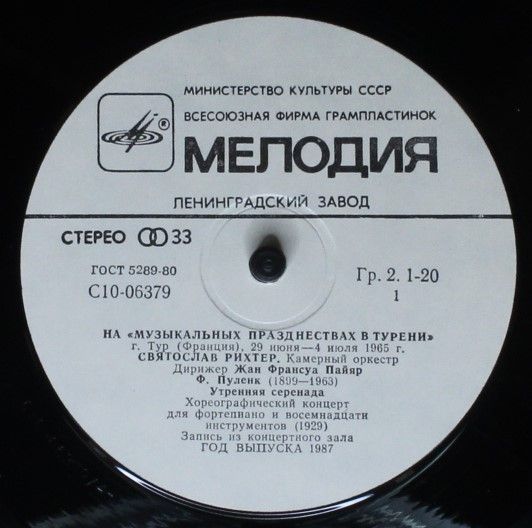 МИНИСТЕРСТВО КУЛЬТУРЫ СССР
ВСЕСОЮЗНАЯ ФИРМА ГРАМПЛАСТИНОК
®
МЕЛОДИЯ
ЛЕНИНГРАДСКИЙ ЗАВОД
СТЕРЕО 33
ГОСТ 5289-80
С10-06379
Гр. 2. 1-20
1
НА «МУЗЫКАЛЬНЫХ ПРАЗДНЕСТВАХ В ТУРЕНИ»
г. Тур (Франция), 29 июня—4 июля 1965 г.
СВЯТОСЛАВ РИХТЕР. Камерный оркестр
Дирижер Жан Франсуа Пайяр
Ф. Пуленк (1899—1963)
Утренняя серенада
Хореографический концерт
для фортепиано и восемнадцати
инструментов (1929)
Запись из концертного зала
ГОД ВЫПУСКА 1987